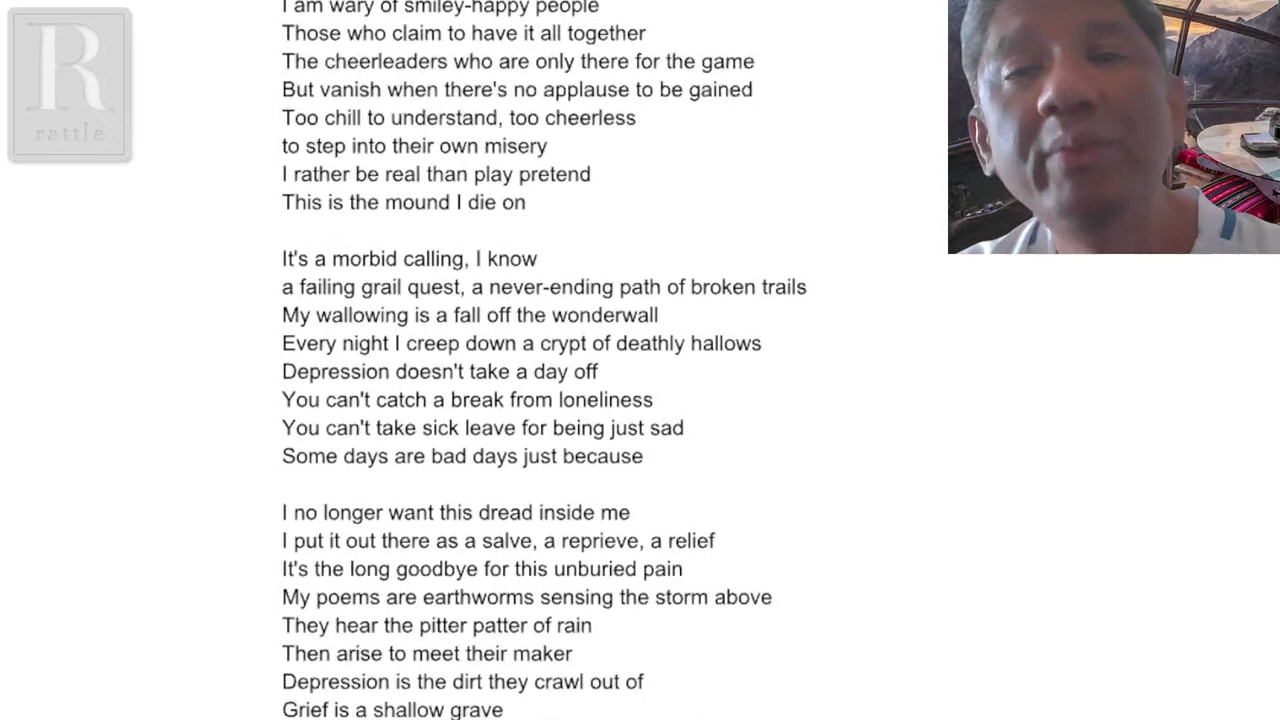 R
rattle
I am wary of smiley-happy people
Those who claim to have it all together
The cheerleaders who are only there for the game
But vanish when there's no applause to be gained
Too chill to understand, too cheerless
to step into their own misery
I rather be real than play pretend
This is the mound I die on
It's a morbid calling, I know
a failing grail quest, a never-ending path of broken trails
My wallowing is a fall off the wonderwall
Every night I creep down a crypt of deathly hallows
Depression doesn't take a day off
You can't catch a break from loneliness
You can't take sick leave for being just sad
Some days are bad days just because
I no longer want this dread inside me
I put it out there as a salve, a reprieve, a relief
It's the long goodbye for this unburied pain
My poems are earthworms sensing the storm above
They hear the pitter patter of rain
Then arise to meet their maker
Depression is the dirt they crawl out of
Grief is a shallow grave